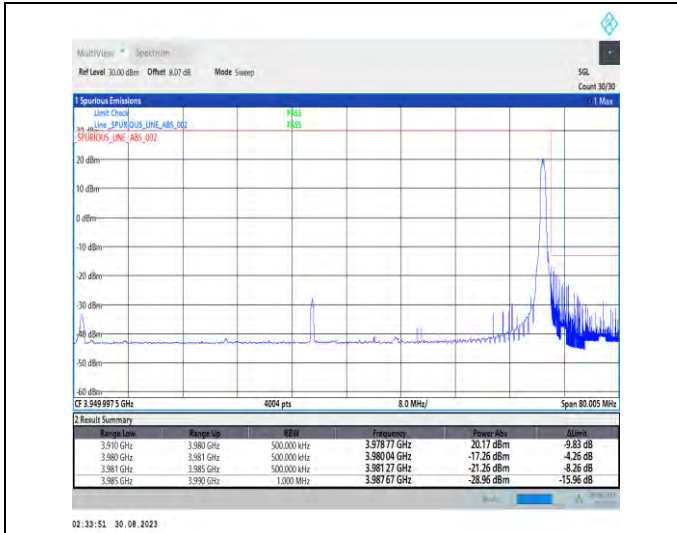 MultiView Spectrum
Ref Level 30.00 dBm Offset 8.07 dB Mode Sweep SGL
Count 30/30
1 Spurious Emissions 1 Max
Limit Check PASS
Line _SPURIOUS_LINE_ABS_002 PASS
30 dBm
_SPURIOUS_LINE_ABS_002
20 dBm
10 dBm
0 dBm
-10 dBm
-20 dBm
-30 dBm
-40 dBm
-50 dBm
-60 dBm
CF 3.949 997 5 GHz 4004 pts 8.0 MHz/ Span 80.005 MHz
2 Result Summary
Range Low Range Up RBW Frequency Power Abs ΔLimit
3.910 GHz 3.980 GHz 500.000 kHz 3.978 77 GHz 20.17 dBm -9.83 dB
3.980 GHz 3.981 GHz 500.000 kHz 3.980 04 GHz -17.26 dBm -4.26 dB
3.981 GHz 3.985 GHz 500.000 kHz 3.981 27 GHz -21.26 dBm -8.26 dB
3.985 GHz 3.990 GHz 1.000 MHz 3.987 67 GHz -28.96 dBm -15.96 dB
02:33:51 30.08.2023